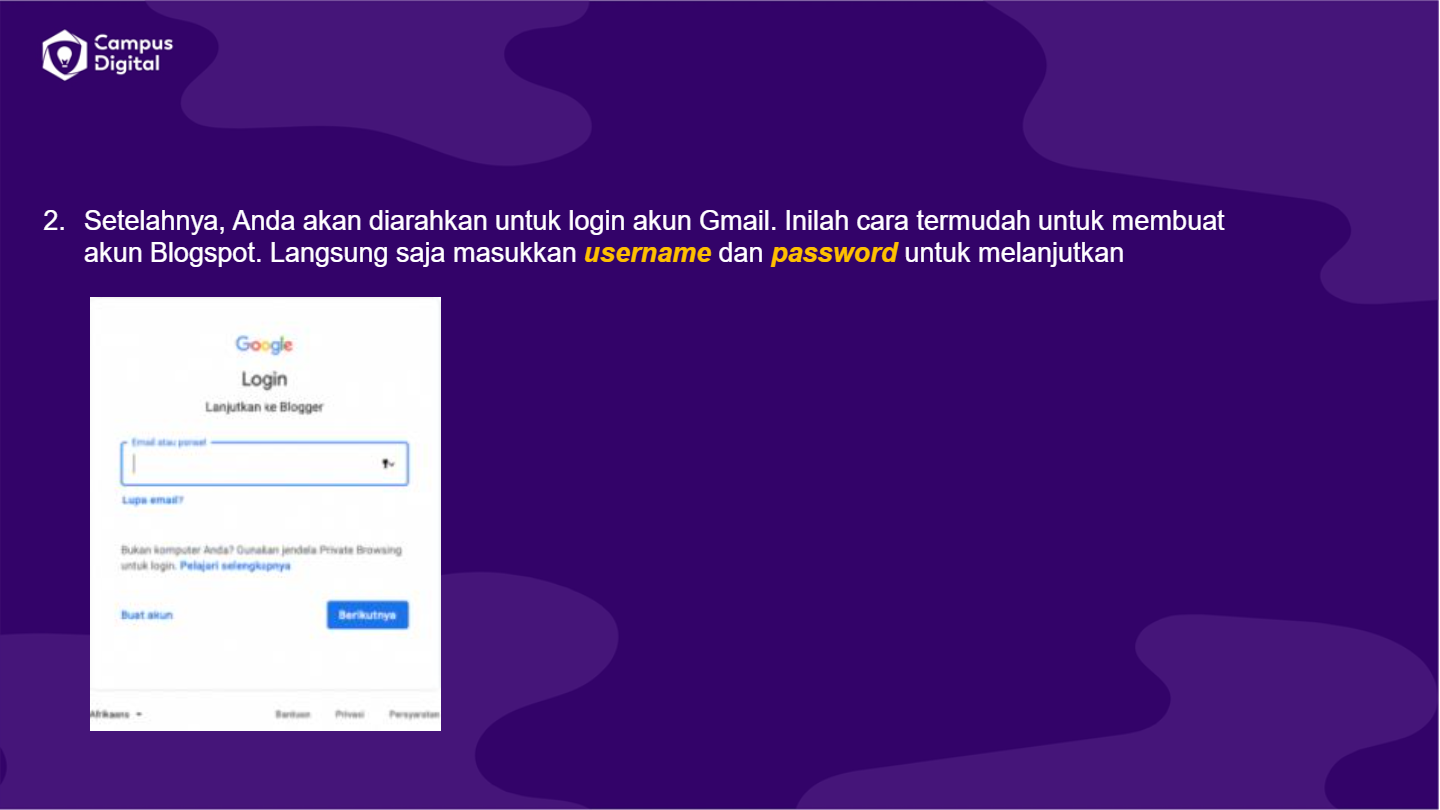 Campus
Digital
2. Setelahnya, Anda akan diarahkan untuk login akun Gmail. Inilah cara termudah untuk membuat
akun Blogspot. Langsung saja masukkan username dan password untuk melanjutkan
Google
Login
Lanjutkan ke Blogger
Email atau ponsel
Lupa email?
Bukan komputer Anda? Gunakan jendela Private Browsing
untuk login. Pelajari selengkapnya
Buat akun
Berikutnya
Afrikaans
Bantuan
Privasi
Persyaratan